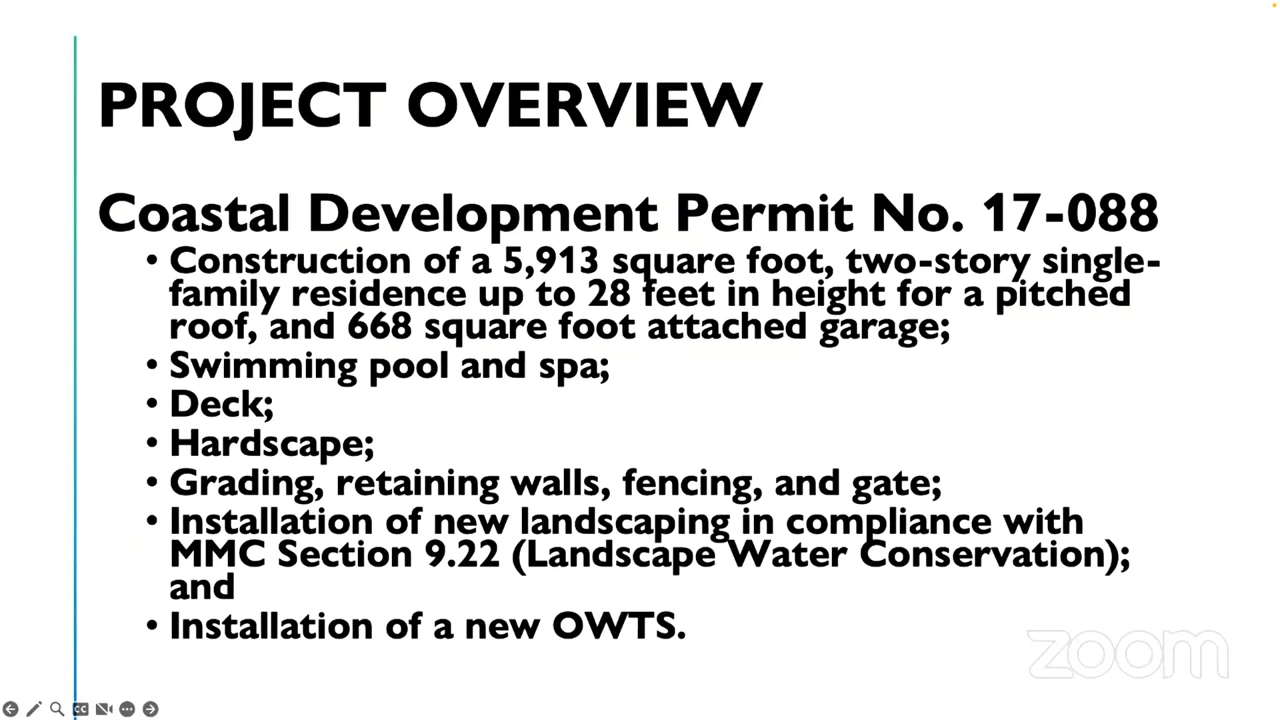 PROJECT OVERVIEW
Coastal Development Permit No. 17-088
• Construction of a 5,913 square foot, two-story single-
family residence up to 28 feet in height for a pitched
roof, and 668 square foot attached garage;
• Swimming pool and spa;
• Deck;
• Hardscape;
• Grading, retaining walls, fencing, and gate;
• Installation of new landscaping in compliance with
MMC Section 9.22 (Landscape Water Conservation);
and
• Installation of a new OWTS.
zoom
CC